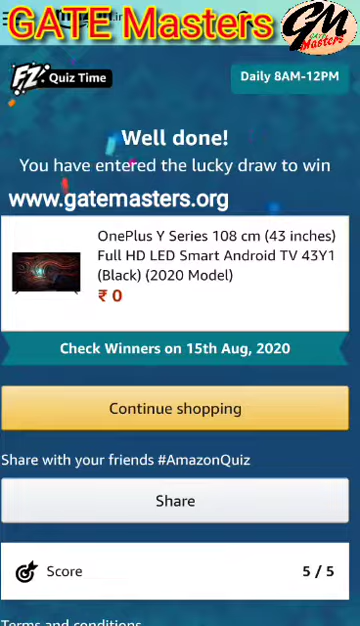 GATE Masters
GM
GATE
Masters
FZ Quiz Time
Daily 8AM-12PM
Well done!
You have entered the lucky draw to win
www.gatemasters.org
OnePlus Y Series 108 cm (43 inches)
Full HD LED Smart Android TV 43Y1
(Black) (2020 Model)
₹ 0
Check Winners on 15th Aug, 2020
Continue shopping
Share with your friends #AmazonQuiz
Share
Score 5 / 5
Terms and conditions